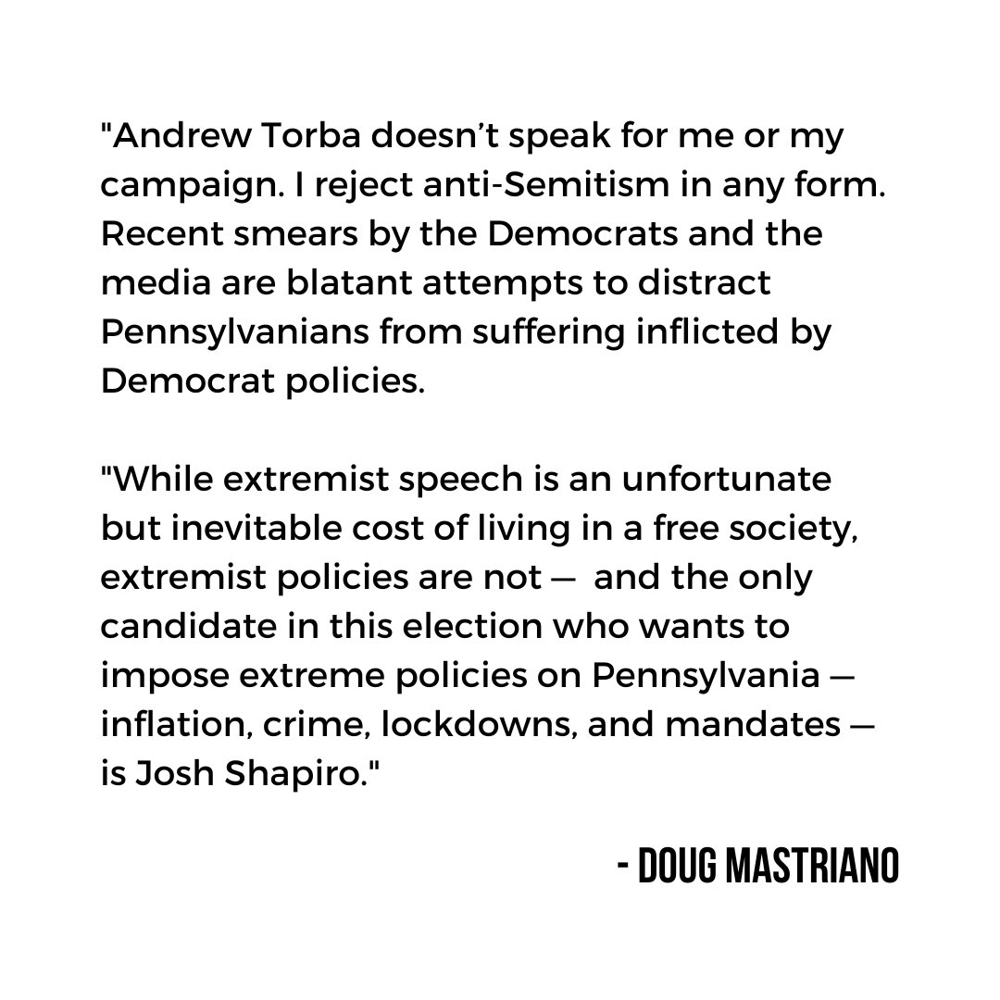 "Andrew Torba doesn’t speak for me or my
campaign. I reject anti-Semitism in any form.
Recent smears by the Democrats and the
media are blatant attempts to distract
Pennsylvanians from suffering inflicted by
Democrat policies.
"While extremist speech is an unfortunate
but inevitable cost of living in a free society,
extremist policies are not —  and the only
candidate in this election who wants to
impose extreme policies on Pennsylvania —
inflation, crime, lockdowns, and mandates —
is Josh Shapiro."
- DOUG MASTRIANO